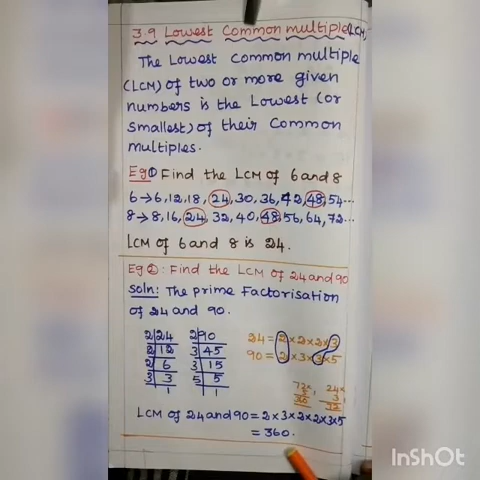 3.9 Lowest Common multiple(LCM)
The Lowest Common multiple
(LCM) of two or more given
numbers is the Lowest (or
smallest) of their Common
multiples.
Eg① Find the LCM of 6 and 8
6→6,12,18, 24, 30, 36, 42, 48, 54...
8→8,16, 24, 32, 40, 48, 56, 64, 72...
LCM of 6 and 8 is 24.
Eg②: Find the LCM of 24 and 90
Soln: The prime Factorisation
of 24 and 90.
2|24 2|90 24 = 2×2×2×3
2|12 3|45 90 = 2×3×3×5
2|6 3|15
3|3 5|5
1 1
72× 24×
5 3
360 72
LCM of 24 and 90 = 2×3×2×2×3×5
= 360.
InShOt